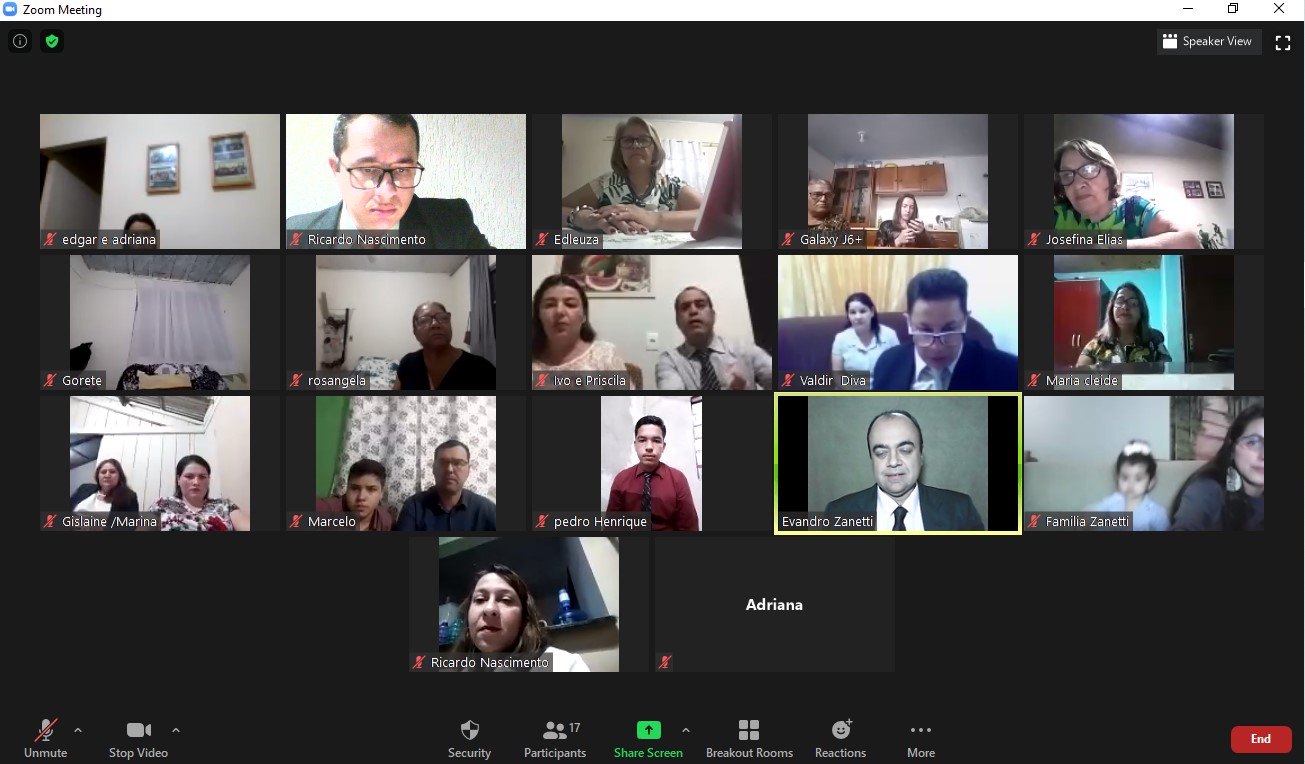 Zoom Meeting
Speaker View
edgar e adriana
Ricardo Nascimento
Edleuza
Galaxy J6+
Josefina Elias
Gorete
rosangela
Ivo e Priscila
Valdir Diva
Maria cleide
Gislaine /Marina
Marcelo
pedro Henrique
Evandro Zanetti
Familia Zanetti
Ricardo Nascimento
Adriana
17
Unmute
Stop Video
Security
Participants
Share Screen
Breakout Rooms
Reactions
More
End